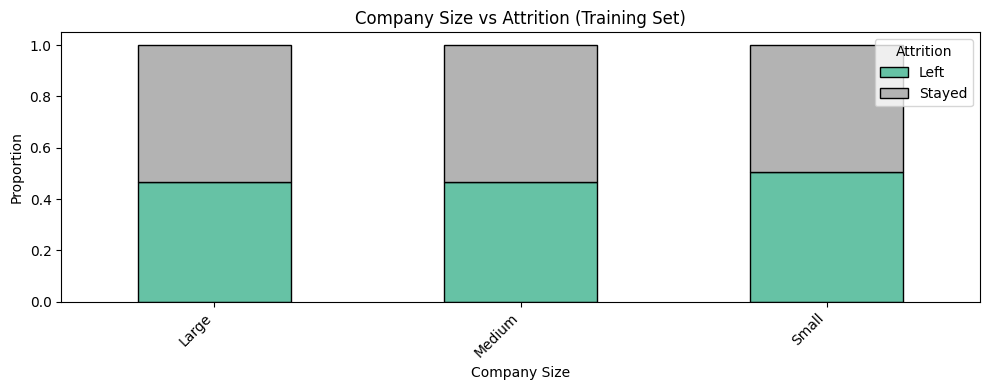 Company Size vs Attrition (Training Set)
Attrition
Left
Stayed
Proportion
1.0
0.8
0.6
0.4
0.2
0.0
Large
Medium
Small
Company Size